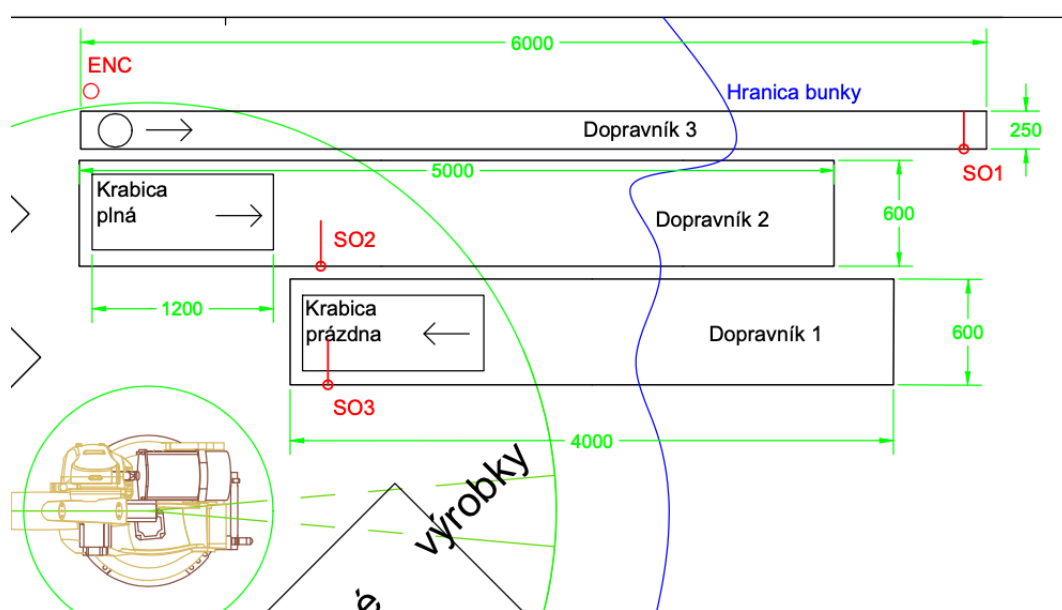 6000
ENC
Hranica bunky
Dopravník 3
250
SO1
5000
Krabica
plná
Dopravník 2
600
SO2
1200
Krabica
prázdna
Dopravník 1
600
SO3
4000
výrobky
é